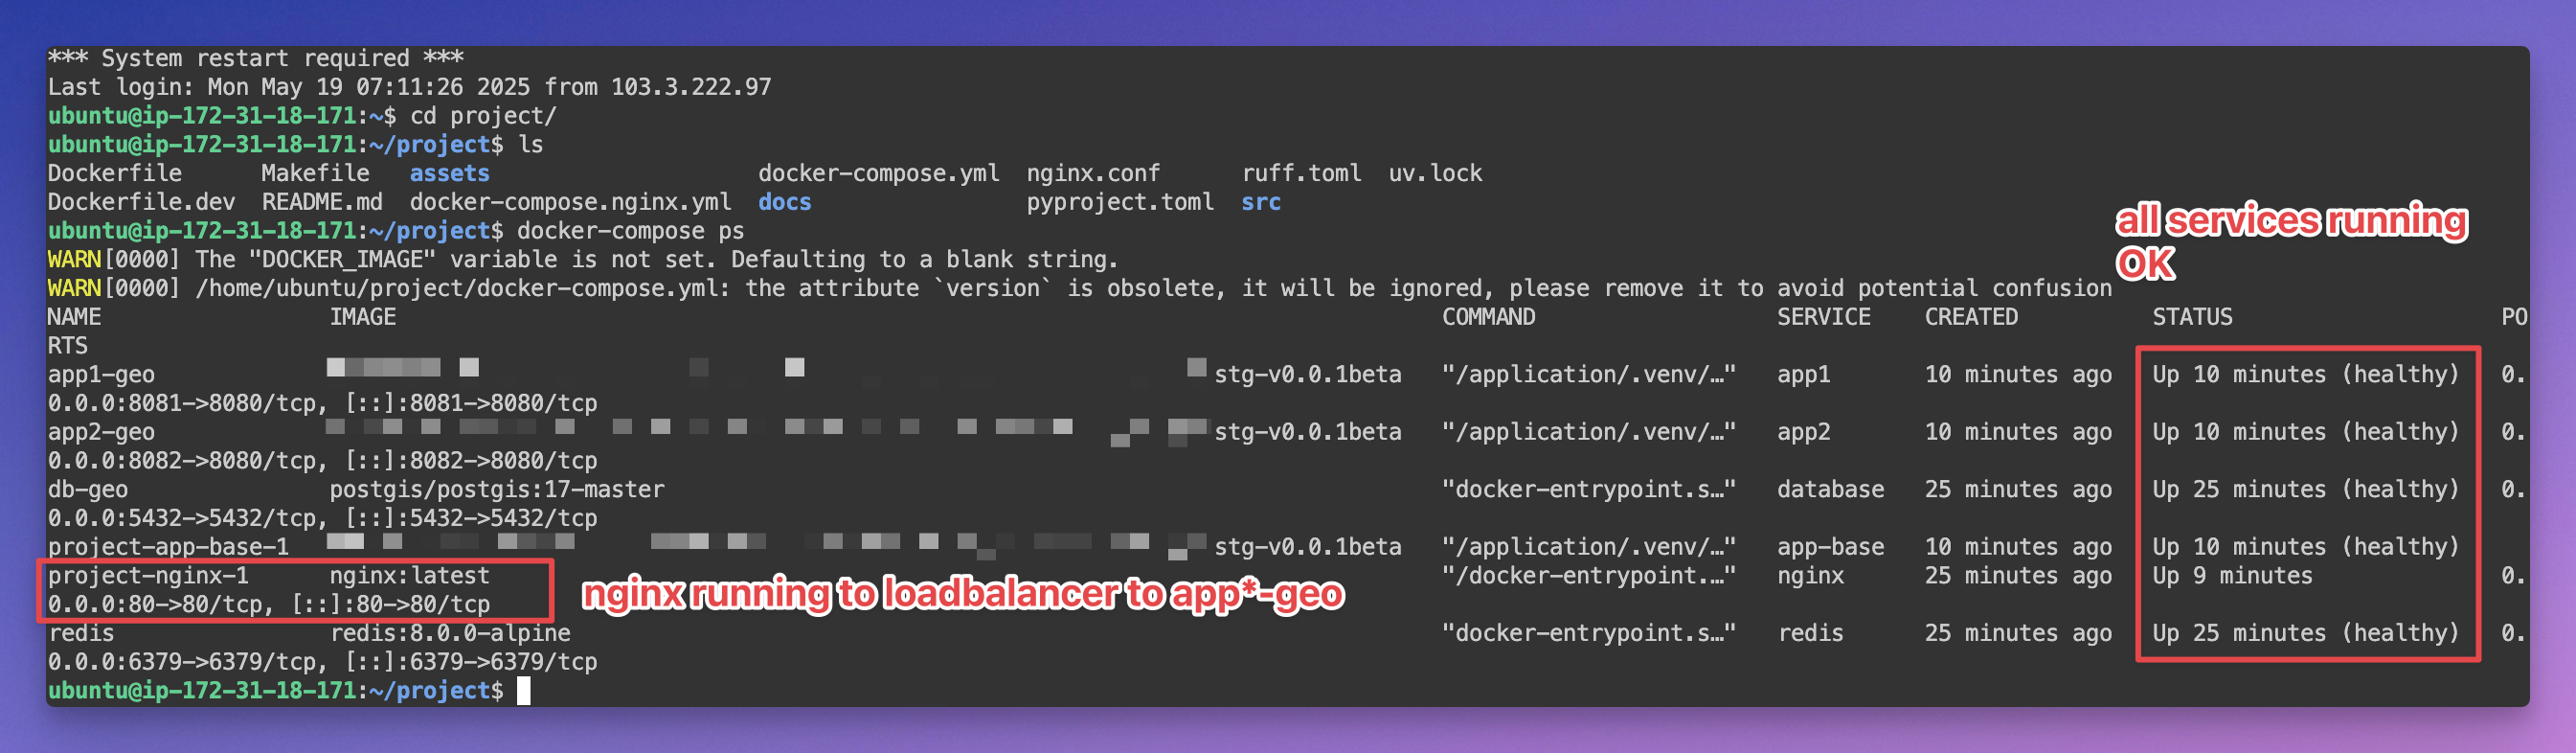 *** System restart required ***
Last login: Mon May 19 07:11:26 2025 from 103.3.222.97
ubuntu@ip-172-31-18-171:~$ cd project/
ubuntu@ip-172-31-18-171:~/project$ ls
Dockerfile Makefile assets docker-compose.yml nginx.conf ruff.toml uv.lock
Dockerfile.dev README.md docker-compose.nginx.yml docs pyproject.toml src
all services running
OK
ubuntu@ip-172-31-18-171:~/project$ docker-compose ps
WARN[0000] The "DOCKER_IMAGE" variable is not set. Defaulting to a blank string.
WARN[0000] /home/ubuntu/project/docker-compose.yml: the attribute `version` is obsolete, it will be ignored, please remove it to avoid potential confusion
NAME IMAGE COMMAND SERVICE CREATED STATUS PO
RTS
app1-geo stg-v0.0.1beta "/application/.venv/…" app1 10 minutes ago Up 10 minutes (healthy) 0.
0.0.0:8081->8080/tcp, [::]:8081->8080/tcp
app2-geo stg-v0.0.1beta "/application/.venv/…" app2 10 minutes ago Up 10 minutes (healthy) 0.
0.0.0:8082->8080/tcp, [::]:8082->8080/tcp
db-geo postgis/postgis:17-master "docker-entrypoint.s…" database 25 minutes ago Up 25 minutes (healthy) 0.
0.0.0:5432->5432/tcp, [::]:5432->5432/tcp
project-app-base-1 stg-v0.0.1beta "/application/.venv/…" app-base 10 minutes ago Up 10 minutes (healthy)
project-nginx-1 nginx:latest "/docker-entrypoint.…" nginx 25 minutes ago Up 9 minutes 0.
0.0.0:80->80/tcp, [::]:80->80/tcp
nginx running to loadbalancer to app*-geo
redis redis:8.0.0-alpine "docker-entrypoint.s…" redis 25 minutes ago Up 25 minutes (healthy) 0.
0.0.0:6379->6379/tcp, [::]:6379->6379/tcp
ubuntu@ip-172-31-18-171:~/project$